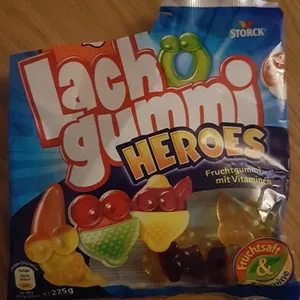 STORCK
Lach
gummi
HEROES
Fruchtgummi
mit Vitaminen
Fruchtsaft
&
225g